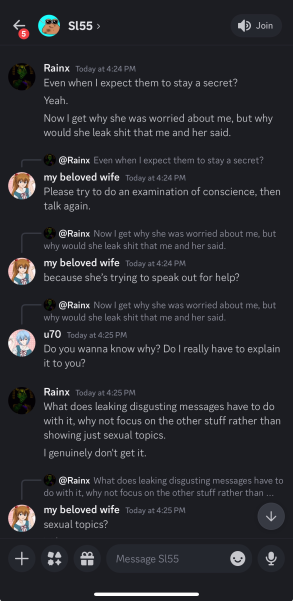 Sl55 ›
Join
5
Rainx Today at 4:24 PM
Even when I expect them to stay a secret?
Yeah.
Now I get why she was worried about me, but why
would she leak shit that me and her said.
@Rainx Even when I expect them to stay a secret?
my beloved wife Today at 4:24 PM
Please try to do an examination of conscience, then
talk again.
@Rainx Now I get why she was worried about me, but
why would she leak shit that me and her said.
my beloved wife Today at 4:24 PM
because she's trying to speak out for help?
@Rainx Now I get why she was worried about me, but
why would she leak shit that me and her said.
u70 Today at 4:25 PM
Do you wanna know why? Do I really have to explain
it to you?
Rainx Today at 4:25 PM
What does leaking disgusting messages have to do
with it, why not focus on the other stuff rather than
showing just sexual topics.
I genuinely don't get it.
@Rainx What does leaking disgusting messages have to
do with it, why not focus on the other stuff rather than ...
my beloved wife Today at 4:25 PM
sexual topics?
Message Sl55